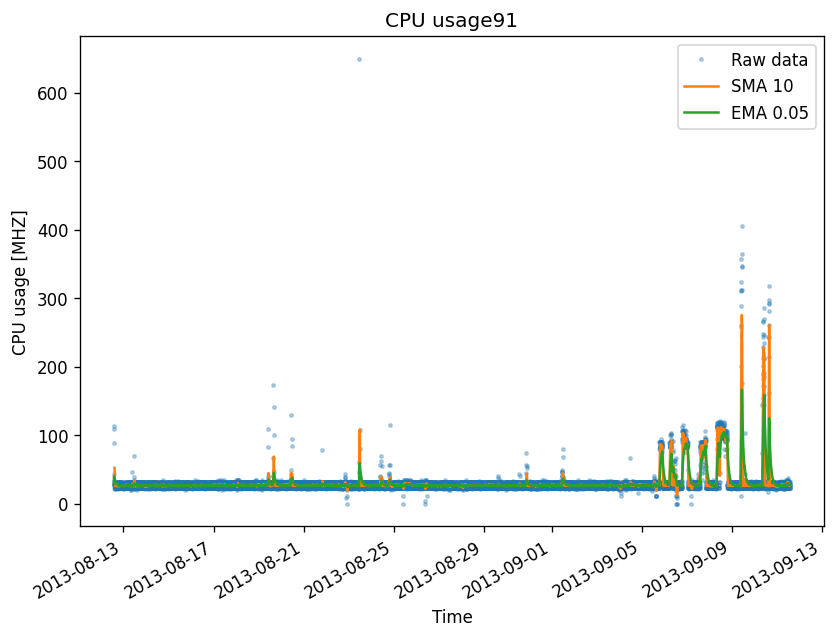 CPU usage91
Raw data
SMA 10
EMA 0.05
CPU usage [MHZ]
600
500
400
300
200
100
0
2013-08-13
2013-08-17
2013-08-21
2013-08-25
2013-08-29
2013-09-01
2013-09-05
2013-09-09
2013-09-13
Time